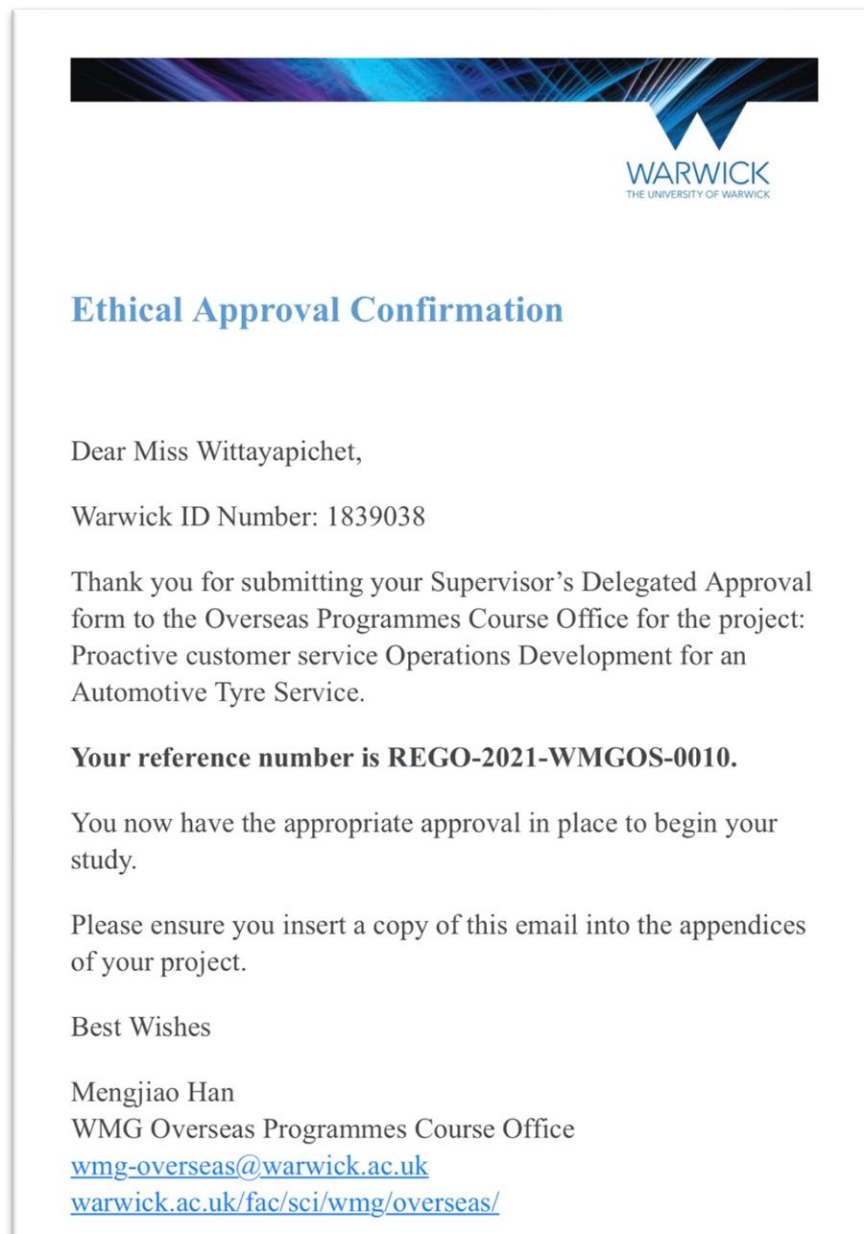 WARWICK
THE UNIVERSITY OF WARWICK
Ethical Approval Confirmation
Dear Miss Wittayapichet,
Warwick ID Number: 1839038
Thank you for submitting your Supervisor’s Delegated Approval
form to the Overseas Programmes Course Office for the project:
Proactive customer service Operations Development for an
Automotive Tyre Service.
Your reference number is REGO-2021-WMGOS-0010.
You now have the appropriate approval in place to begin your
study.
Please ensure you insert a copy of this email into the appendices
of your project.
Best Wishes
Mengjiao Han
WMG Overseas Programmes Course Office
wmg-overseas@warwick.ac.uk
warwick.ac.uk/fac/sci/wmg/overseas/